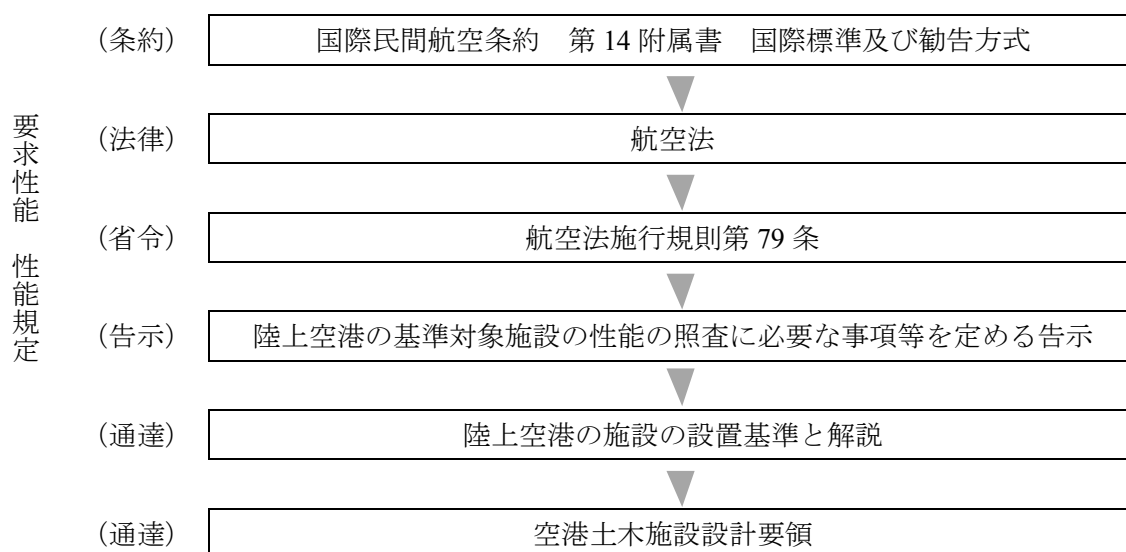 要求性能 性能規定
（条約） 国際民間航空条約 第 14 附属書 国際標準及び勧告方式
（法律） 航空法
（省令） 航空法施行規則第 79 条
（告示） 陸上空港の基準対象施設の性能の照査に必要な事項等を定める告示
（通達） 陸上空港の施設の設置基準と解説
（通達） 空港土木施設設計要領